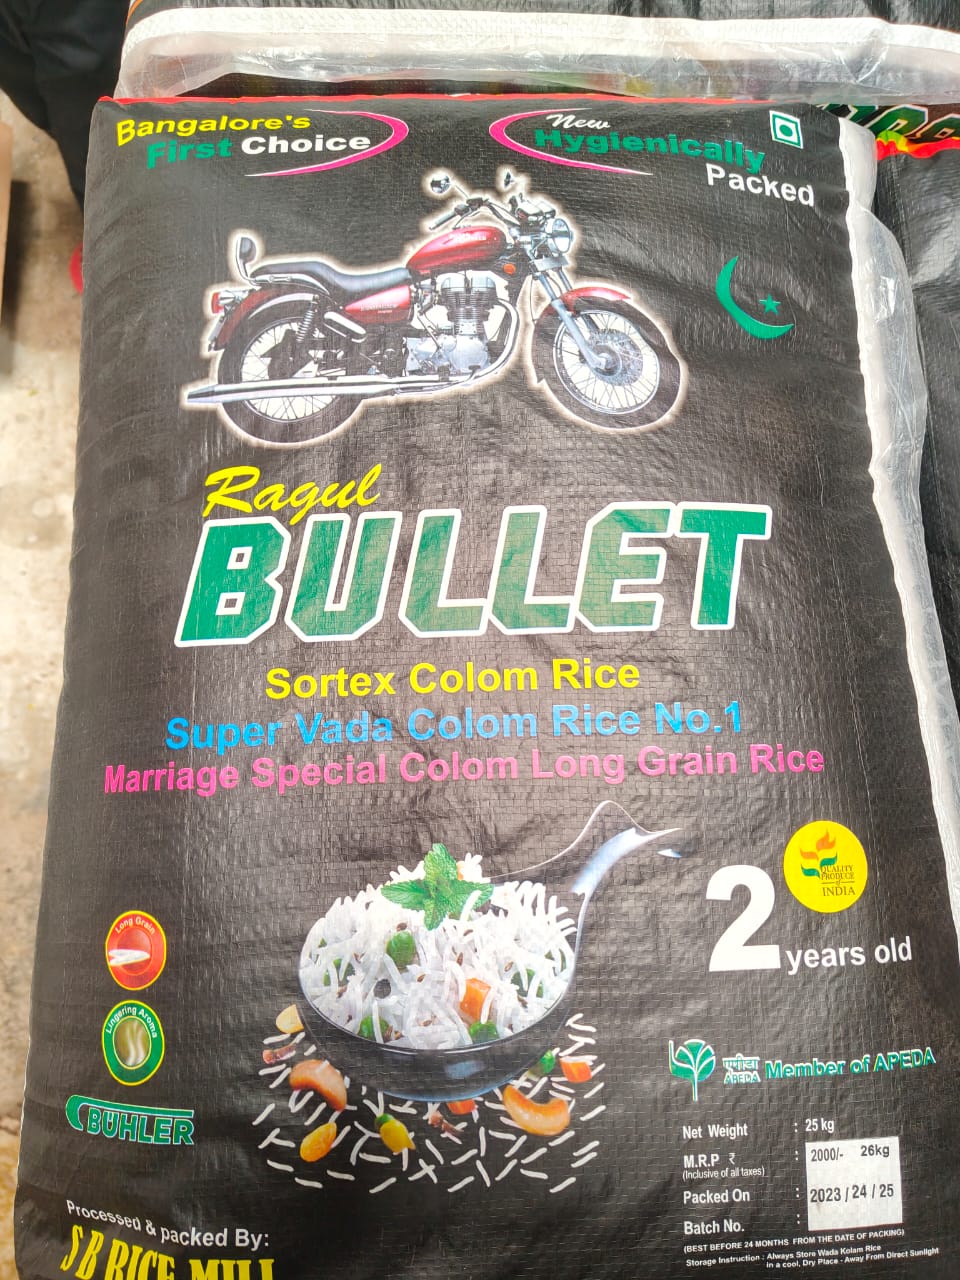 Bangalore's
First Choice
New
Hygienically
Packed
Ragul
BULLET
Sortex Colom Rice
Super Vada Colom Rice No.1
Marriage Special Colom Long Grain Rice
QUALITY
PRODUCE
of
INDIA
2 years old
Long Grain
Lingering Aroma
BÜHLER
एपीडा
APEDA
Member of APEDA
Net Weight : 25 kg
M.R.P ₹ : 2000/- 26kg
(Inclusive of all taxes)
Packed On : 2023 / 24 / 25
Batch No. :
(BEST BEFORE 24 MONTHS FROM THE DATE OF PACKING)
Storage Instruction : Always Store Wada Kolam Rice
in a cool, Dry Place - Away From Direct Sunlight
Processed & packed By:
S B RICE MILL